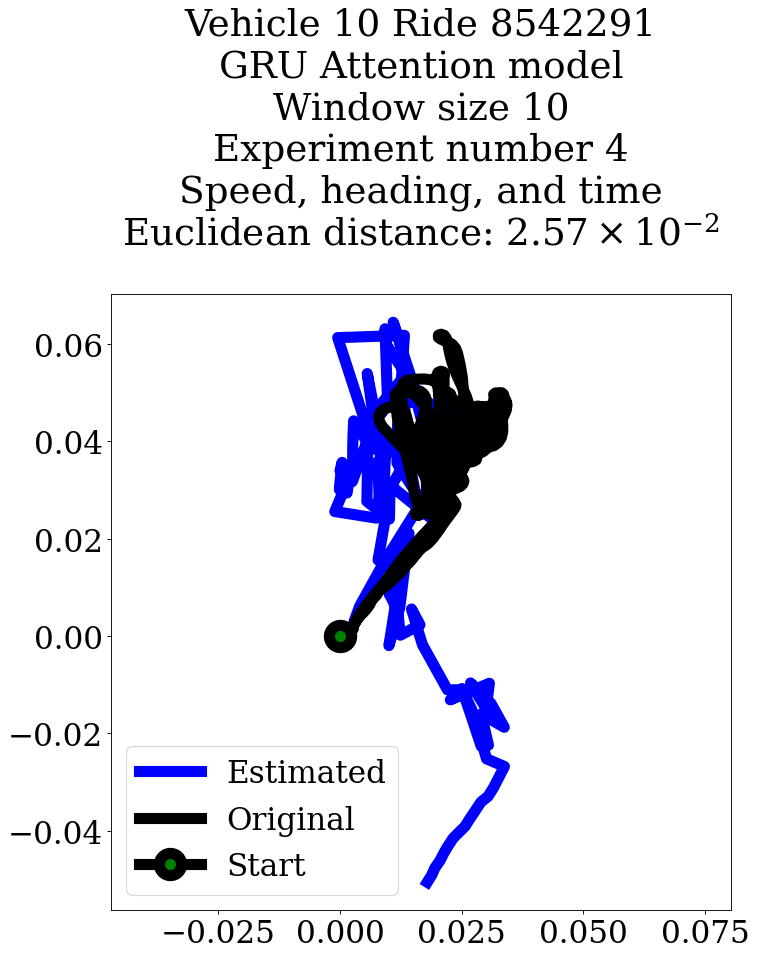 Vehicle 10 Ride 8542291
GRU Attention model
Window size 10
Experiment number 4
Speed, heading, and time
Euclidean distance: 2.57 × 10⁻²
0.06
0.04
0.02
0.00
−0.02
−0.04
Estimated
Original
Start
−0.025 0.000 0.025 0.050 0.075